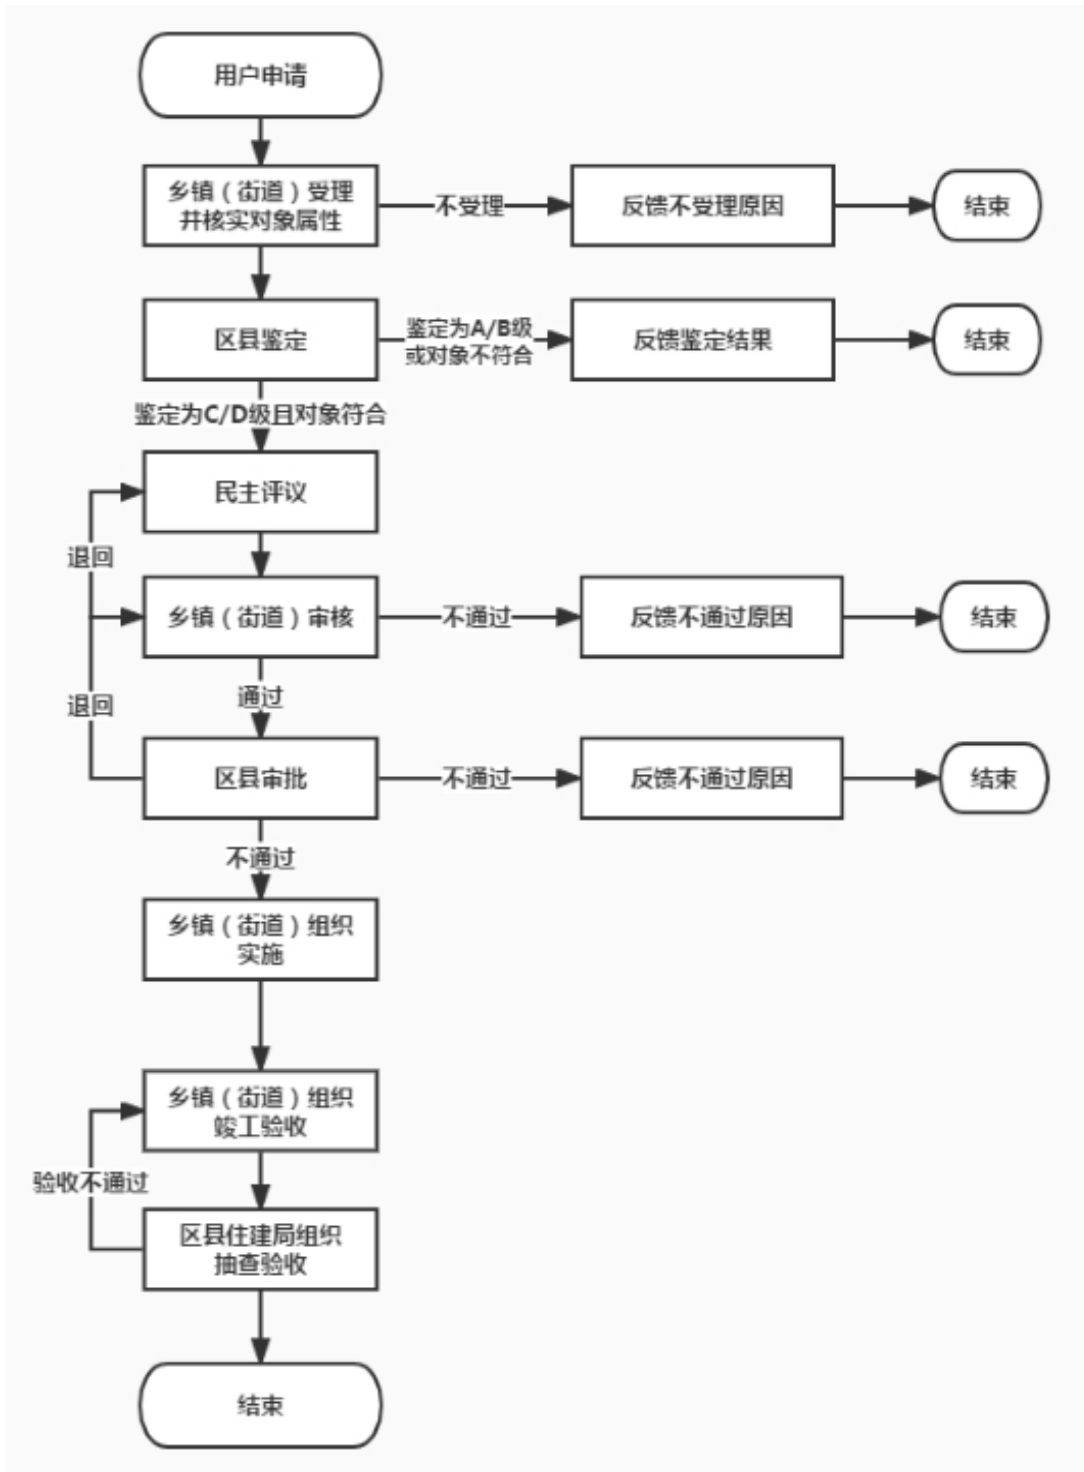 用户申请
乡镇（街道）受理
并核实对象属性
不受理
反馈不受理原因
结束
区县鉴定
鉴定为A/B级
或对象不符合
反馈鉴定结果
结束
鉴定为C/D级且对象符合
民主评议
退回
乡镇（街道）审核
不通过
反馈不通过原因
结束
通过
退回
区县审批
不通过
反馈不通过原因
结束
不通过
乡镇（街道）组织
实施
乡镇（街道）组织
竣工验收
验收不通过
区县住建局组织
抽查验收
结束